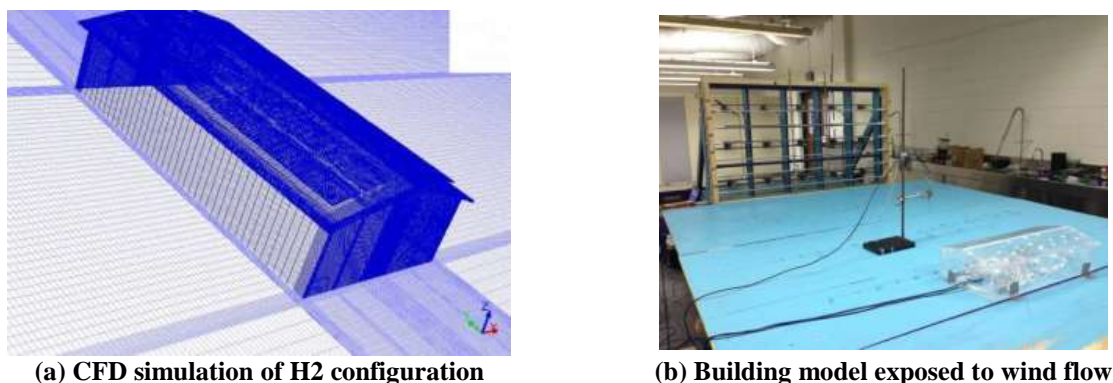 (a) CFD simulation of H2 configuration
(b) Building model exposed to wind flow